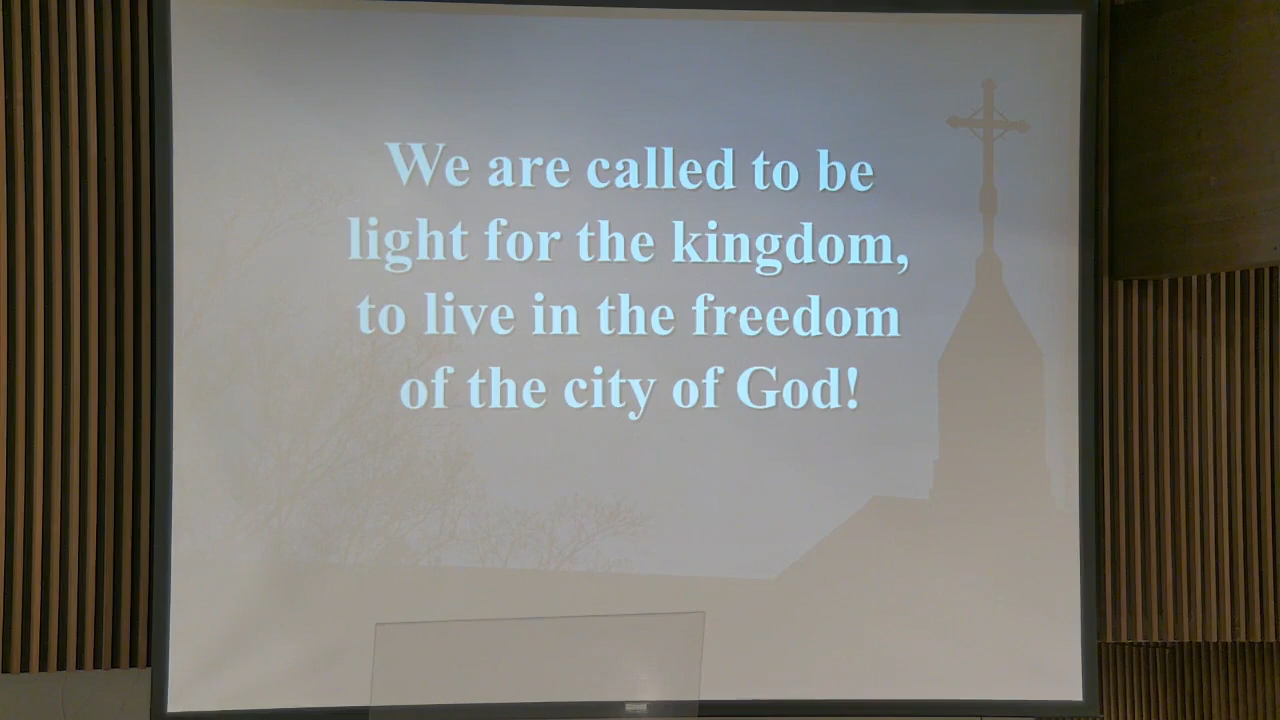 We are called to be
light for the kingdom,
to live in the freedom
of the city of God!